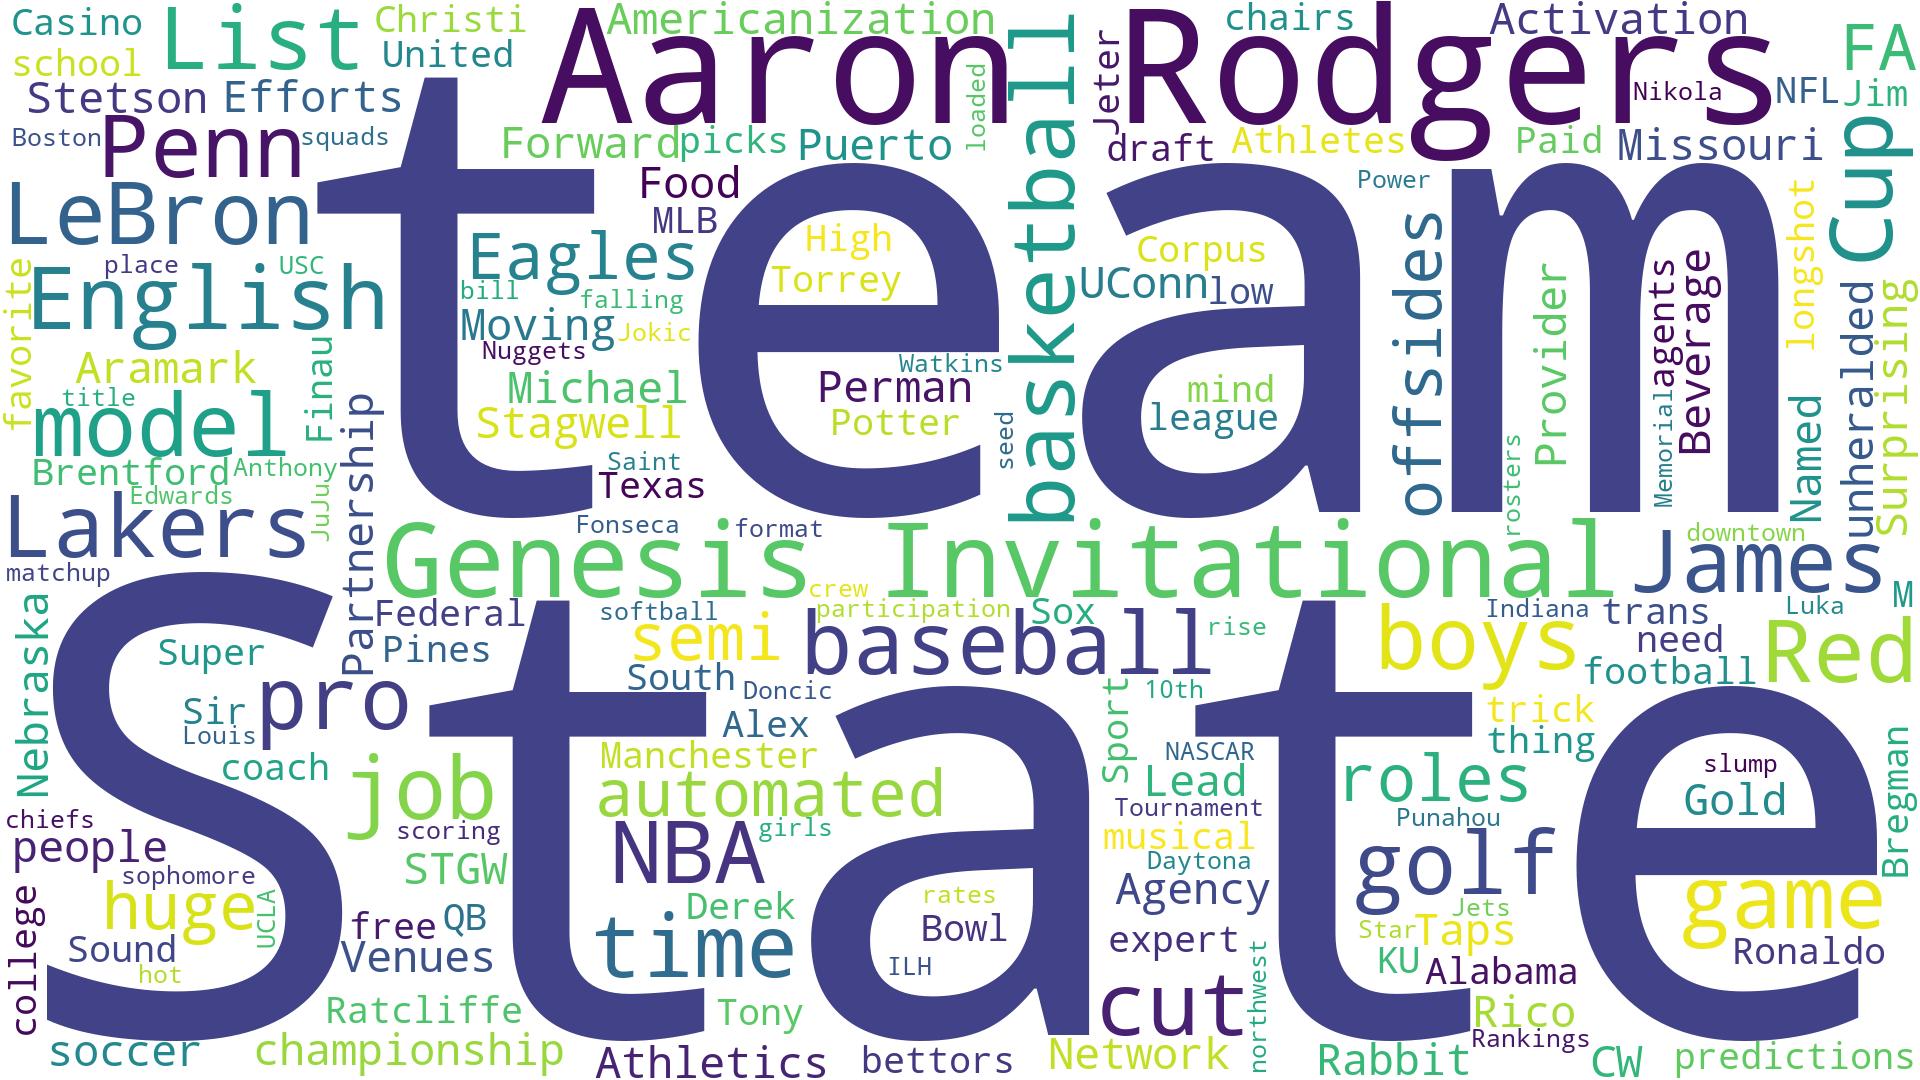 Casino
List
Christi
Americanization
Aaron
Rodgers
chairs
Activation
FA
school
United
Stetson
Efforts
loaded
basketball
Jeter
Nikola
NFL
Jim
Boston
Penn
squads
Forward
picks
Puerto
draft
Athletes
Paid
Missouri
Cup
LeBron
team
Food
MLB
Power
offsides
longshot
Eagles
High
Torrey
Corpus
UConn
low
favorite
place
USC
English
bill
falling
Moving
Jokic
Nuggets
Watkins
Provider
agents
Beverage
unheralded
Surprising
Aramark
Finau
title
model
Michael
Perman
mind
Stagwell
Potter
league
seed
Partnership
Brentford
Anthony
Saint
Texas
rosters
Memorial
Named
Edwards
JuJu
Lakers
Fonseca
format
Genesis Invitational
downtown
James
matchup
crew
participation
Sox
Indiana
trans
Luka
M
Nebraska
Federal
softball
semi
baseball
rise
boys
need
Red
Super
Pines
South
Doncic
10th
football
State
Sir
Louis
pro
Alex
Sport
trick
thing
coach
job
Manchester
NASCAR
Lead
roles
slump
Gold
Bregman
automated
Tournament
Punahou
chiefs
people
scoring
NBA
girls
musical
golf
sophomore
STGW
Daytona
Agency
college
huge
UCLA
free
QB
Derek
rates
Bowl
Jets
game
Sound
hot
Venues
time
ILH
expert
northwest
Star
Taps
KU
Alabama
Ronaldo
Ratcliffe
Tony
cut
Rico
Rankings
soccer
championship
Athletics
bettors
Network
Rabbit
CW
predictions